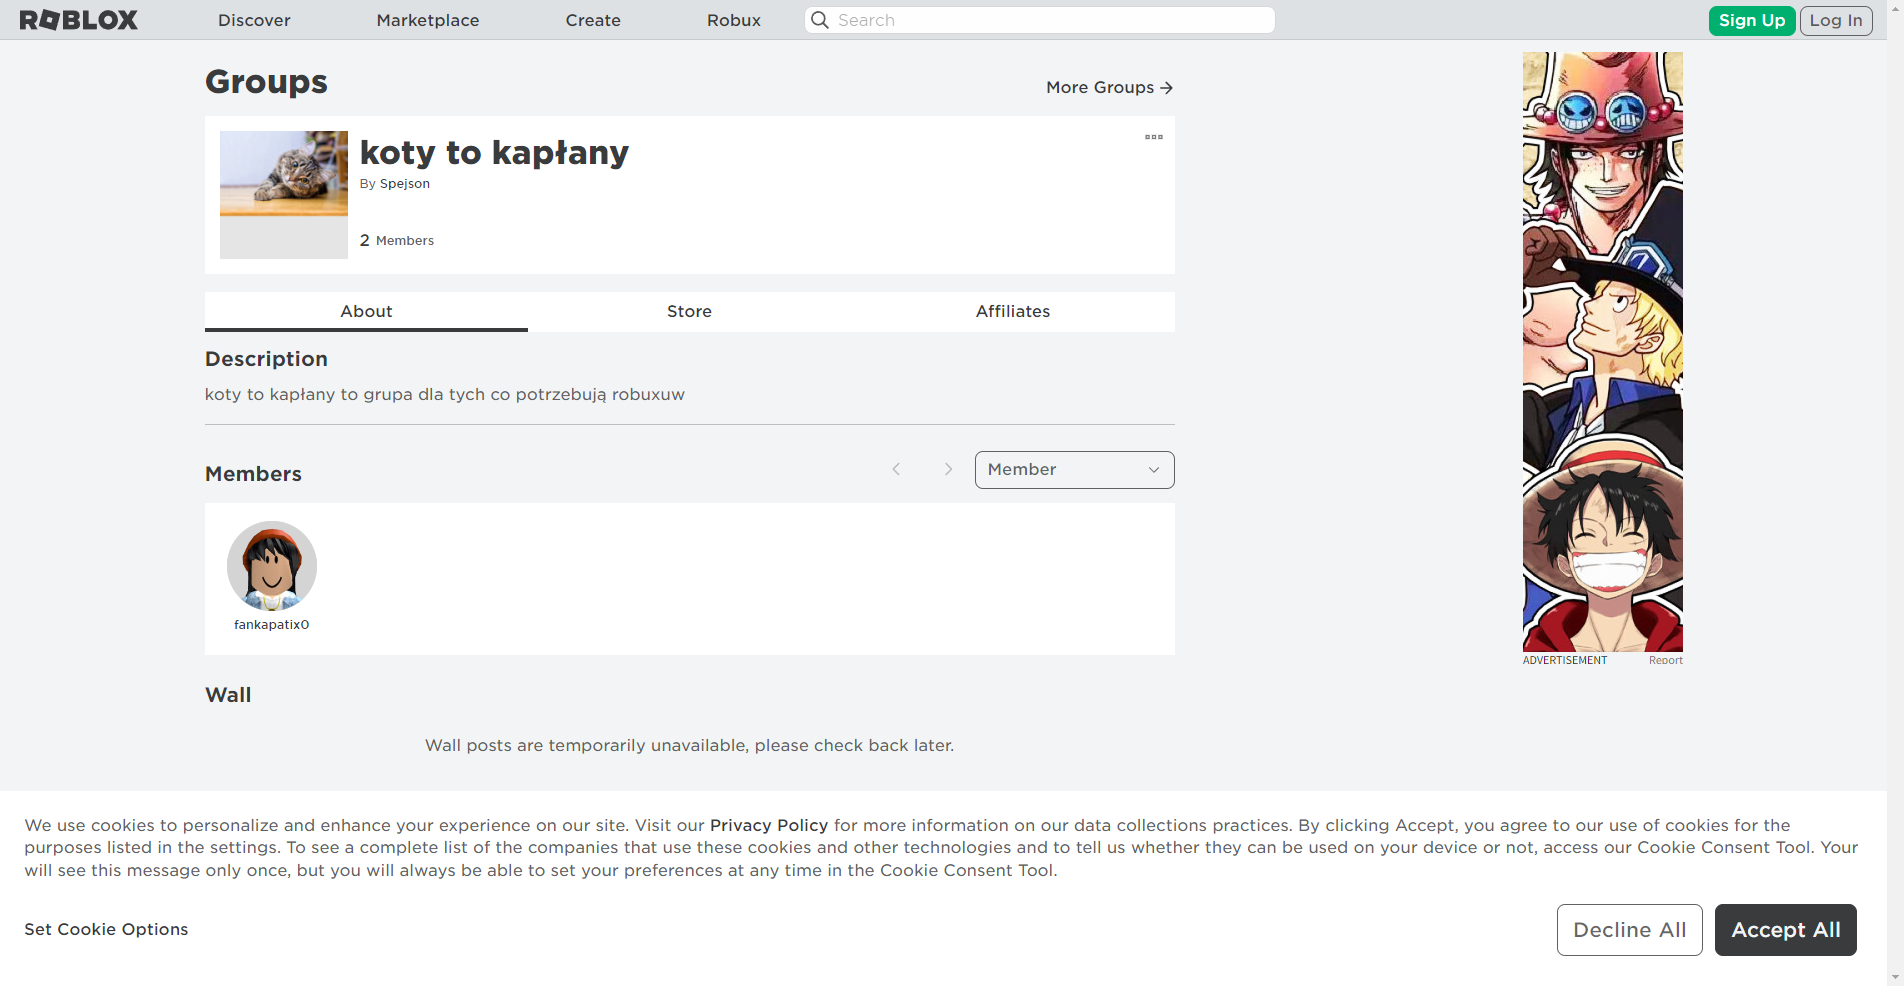 ROBLOX
Discover
Marketplace
Create
Robux
Search
Sign Up
Log In
Groups
More Groups
koty to kapłany
By Spejson
2 Members
About
Store
Affiliates
Description
koty to kapłany to grupa dla tych co potrzebują robuxuw
Members
Member
fankapatix0
Wall
Wall posts are temporarily unavailable, please check back later.
ADVERTISEMENT
Report
We use cookies to personalize and enhance your experience on our site. Visit our Privacy Policy for more information on our data collections practices. By clicking Accept, you agree to our use of cookies for the
purposes listed in the settings. To see a complete list of the companies that use these cookies and other technologies and to tell us whether they can be used on your device or not, access our Cookie Consent Tool. Your
will see this message only once, but you will always be able to set your preferences at any time in the Cookie Consent Tool.
Set Cookie Options
Decline All
Accept All